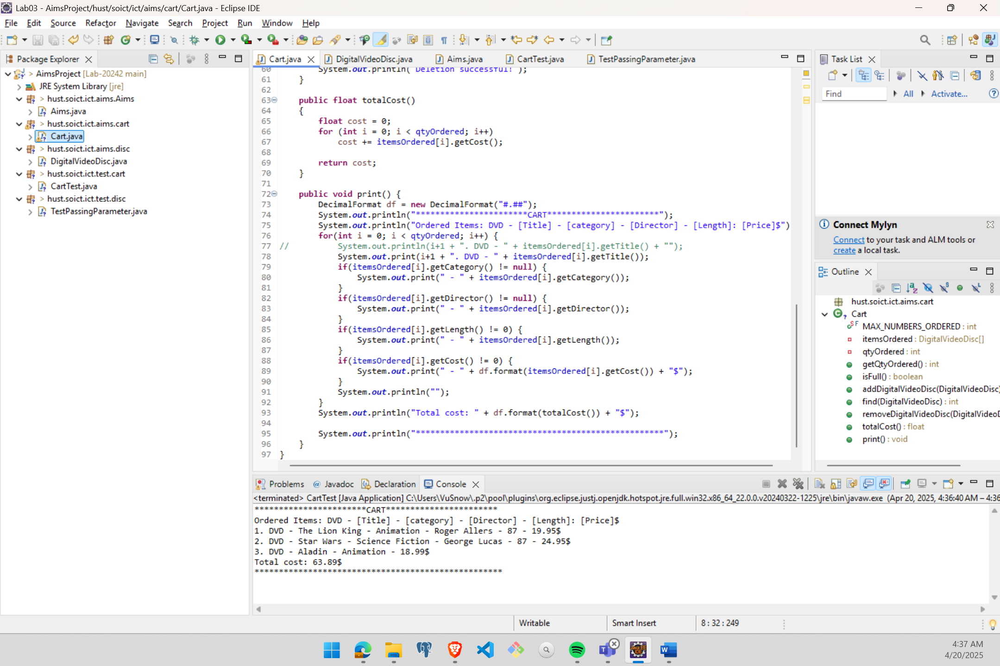 Lab03 - AimsProject/hust/soict/ict/aims/cart/Cart.java - Eclipse IDE
File Edit Source Refactor Navigate Search Project Run Window Help
Package Explorer
> AimsProject [Lab-20242 main]
JRE System Library [jre]
> hust.soict.ict.aims.Aims
Aims.java
> hust.soict.ict.aims.cart
Cart.java
> hust.soict.ict.aims.disc
DigitalVideoDisc.java
> hust.soict.ict.test.cart
CartTest.java
> hust.soict.ict.test.disc
TestPassingParameter.java
Cart.java DigitalVideoDisc.java Aims.java CartTest.java TestPassingParameter.java
60 System.out.println("Deletion successful!");
61 }
62
63 public float totalCost()
64 {
65 float cost = 0;
66 for (int i = 0; i < qtyOrdered; i++)
67 cost += itemsOrdered[i].getCost();
68
69 return cost;
70 }
71
72 public void print() {
73 DecimalFormat df = new DecimalFormat("#.##");
74 System.out.println("***********************CART***********************");
75 System.out.println("Ordered Items: DVD - [Title] - [category] - [Director] - [Length]: [Price]$")
76 for(int i = 0; i < qtyOrdered; i++) {
77 // System.out.println(i+1 + ". DVD - " + itemsOrdered[i].getTitle() + "");
78 System.out.print(i+1 + ". DVD - " + itemsOrdered[i].getTitle());
79 if(itemsOrdered[i].getCategory() != null) {
80 System.out.print(" - " + itemsOrdered[i].getCategory());
81 }
82 if(itemsOrdered[i].getDirector() != null) {
83 System.out.print(" - " + itemsOrdered[i].getDirector());
84 }
85 if(itemsOrdered[i].getLength() != 0) {
86 System.out.print(" - " + itemsOrdered[i].getLength());
87 }
88 if(itemsOrdered[i].getCost() != 0) {
89 System.out.print(" - " + df.format(itemsOrdered[i].getCost()) + "$");
90 }
91 System.out.println("");
92 }
93 System.out.println("Total cost: " + df.format(totalCost()) + "$");
94
95 System.out.println("***************************************************");
96 }
97 }
Task List
Find All Activate...
Connect Mylyn
Connect to your task and ALM tools or
create a local task.
Outline
hust.soict.ict.aims.cart
Cart
MAX_NUMBERS_ORDERED : int
itemsOrdered : DigitalVideoDisc[]
qtyOrdered : int
getQtyOrdered() : int
isFull() : boolean
addDigitalVideoDisc(DigitalVideoDisc)
find(DigitalVideoDisc) : int
removeDigitalVideoDisc(DigitalVideoD
totalCost() : float
print() : void
Problems Javadoc Declaration Console
<terminated> CartTest [Java Application] C:\Users\VuSnow\.p2\pool\plugins\org.eclipse.justj.openjdk.hotspot.jre.full.win32.x86_64_22.0.0.v20240322-1225\jre\bin\javaw.exe (Apr 20, 2025, 4:36:40 AM – 4:36
***********************CART***********************
Ordered Items: DVD - [Title] - [category] - [Director] - [Length]: [Price]$
1. DVD - The Lion King - Animation - Roger Allers - 87 - 19.95$
2. DVD - Star Wars - Science Fiction - George Lucas - 87 - 24.95$
3. DVD - Aladin - Animation - 18.99$
Total cost: 63.89$
***************************************************
Writable Smart Insert 8 : 32 : 249
Java EE
IDE
4:37 AM
4/20/2025